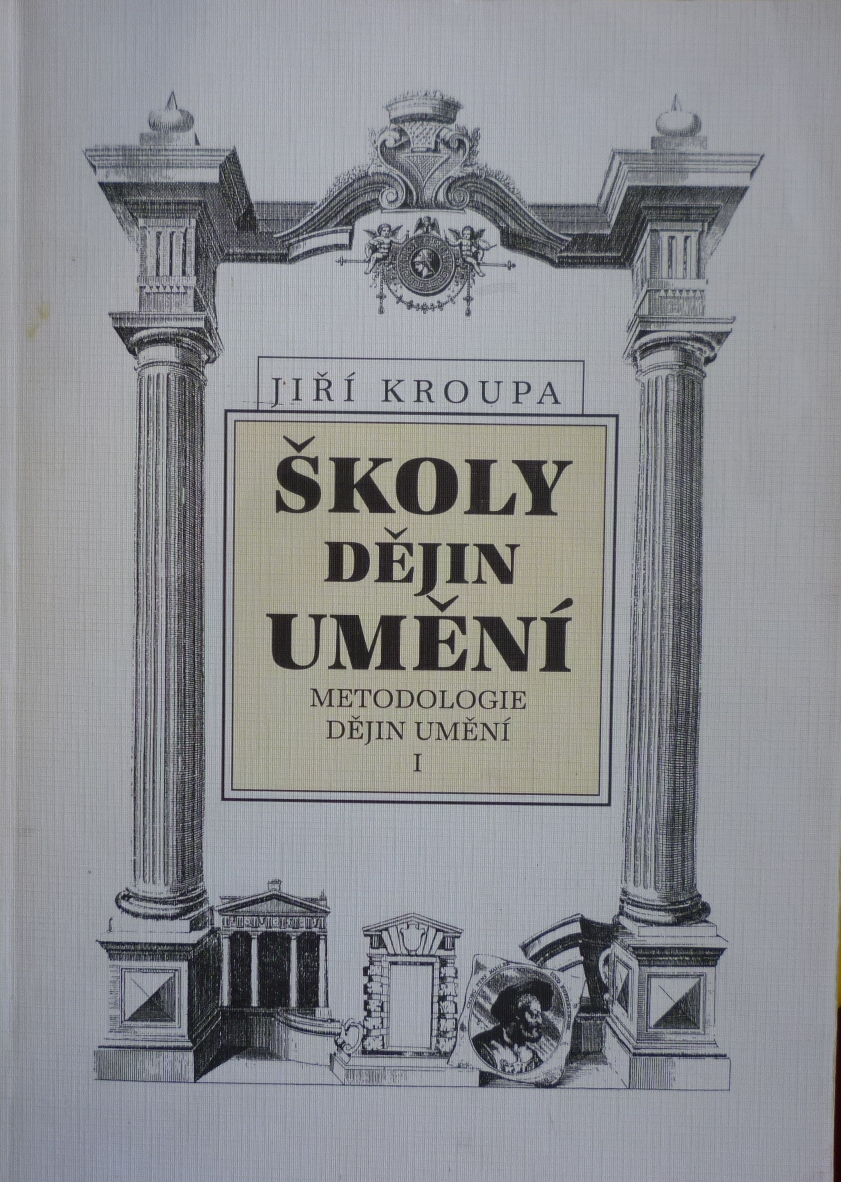 JIŘÍ KROUPA
ŠKOLY
DĚJIN
UMĚNÍ
METODOLOGIE
DĚJIN UMĚNÍ
I